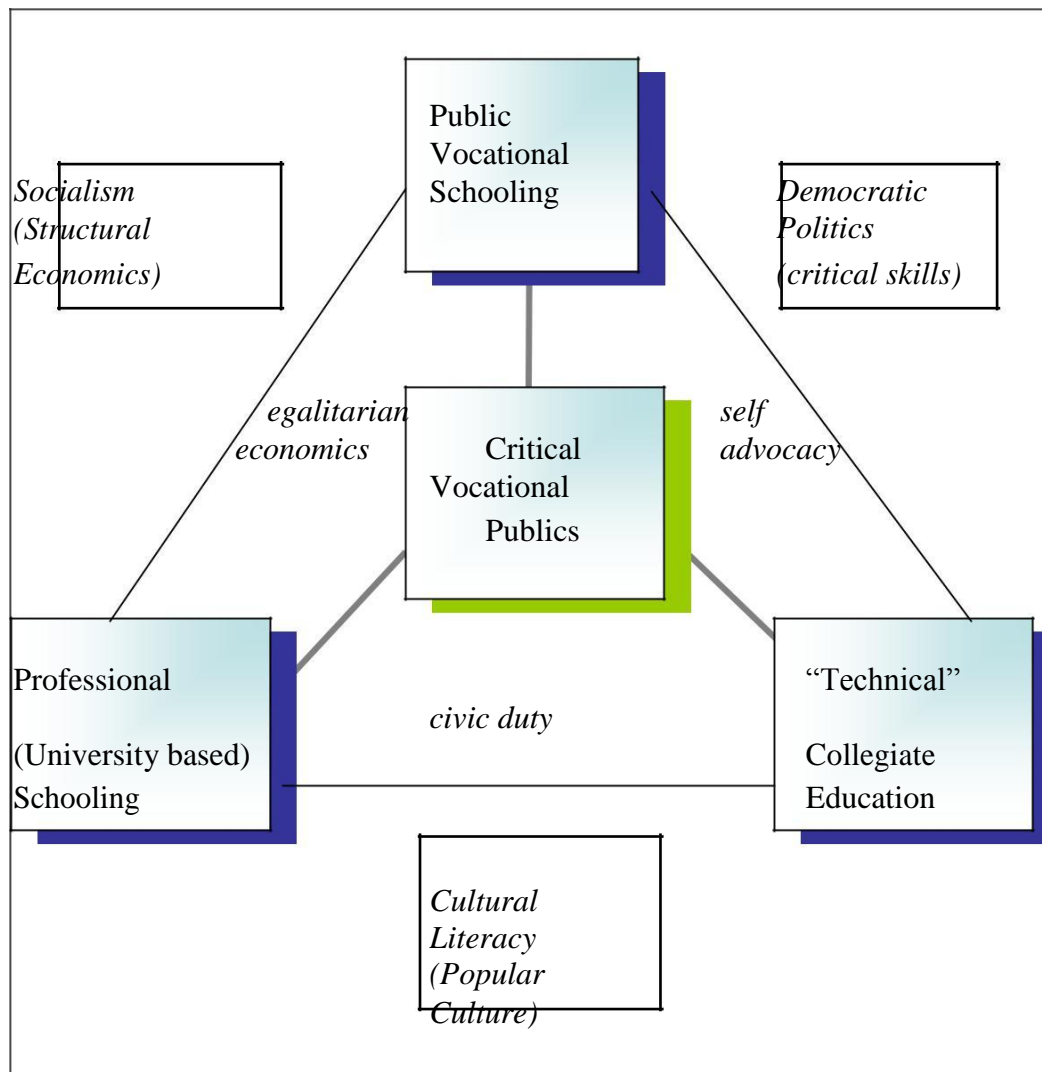 Public
Vocational
Schooling
Socialism
(Structural
Economics)
Democratic
Politics
(critical skills)
egalitarian
economics
self
advocacy
Critical
Vocational
Publics
Professional
(University based)
Schooling
civic duty
“Technical”
Collegiate
Education
Cultural
Literacy
(Popular
Culture)